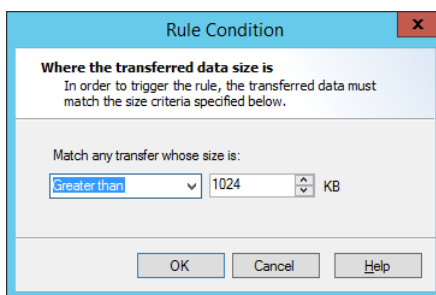 Rule Condition
x
Where the transferred data size is
In order to trigger the rule, the transferred data must
match the size criteria specified below.
Match any transfer whose size is:
Greater than 1024 KB
OK Cancel Help